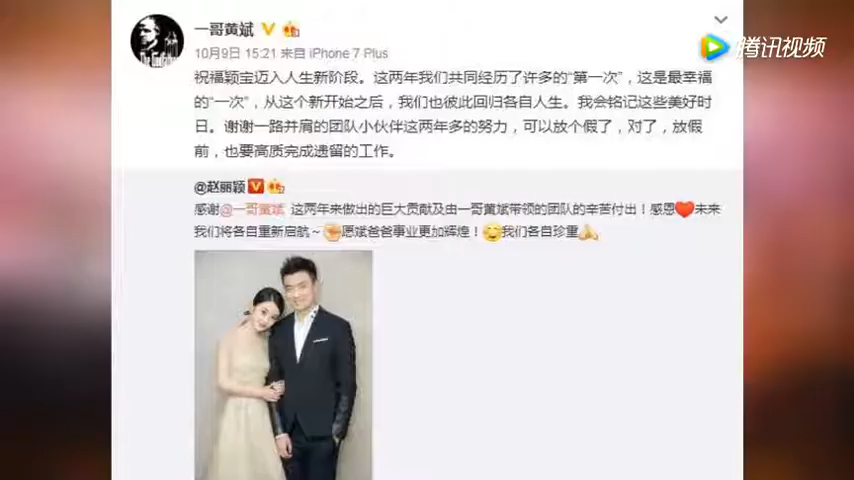 一哥黄斌
腾讯视频
10月9日 15:21 来自 iPhone 7 Plus
祝福颖宝迈入人生新阶段。这两年我们共同经历了许多的“第一次”，这是最幸福
的“一次”，从这个新开始之后，我们也彼此回归各自人生。我会铭记这些美好时
日。谢谢一路并肩的团队小伙伴这两年多的努力，可以放个假了，对了，放假
前，也要高质完成遗留的工作。
@赵丽颖
感谢@一哥黄斌 这两年来做出的巨大贡献及由一哥黄斌带领的团队的辛苦付出！感恩❤️未来
我们将各自重新启航～✊愿斌爸爸事业更加辉煌！😊我们各自珍重🙏